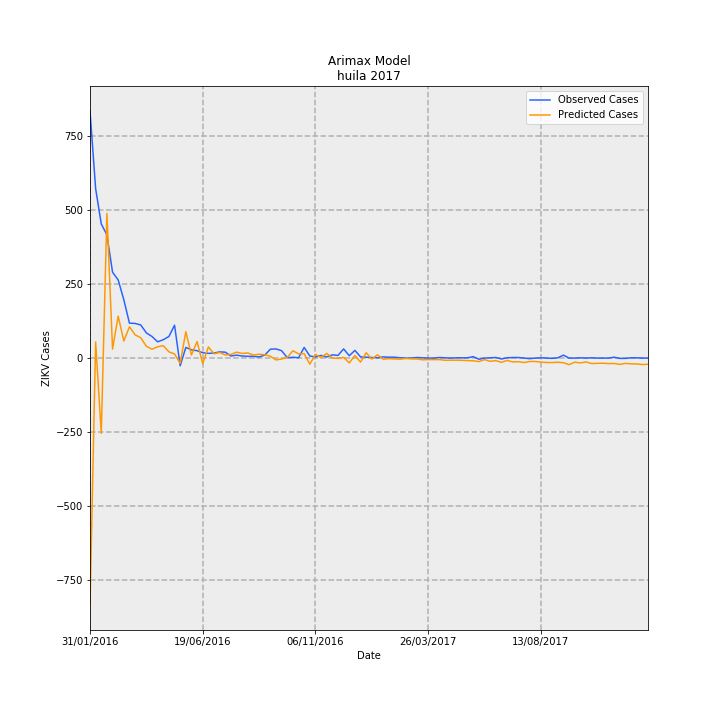 Arimax Model
huila 2017
Observed Cases
Predicted Cases
ZIKV Cases
750
500
250
0
−250
−500
−750
31/01/2016
19/06/2016
06/11/2016
26/03/2017
13/08/2017
Date